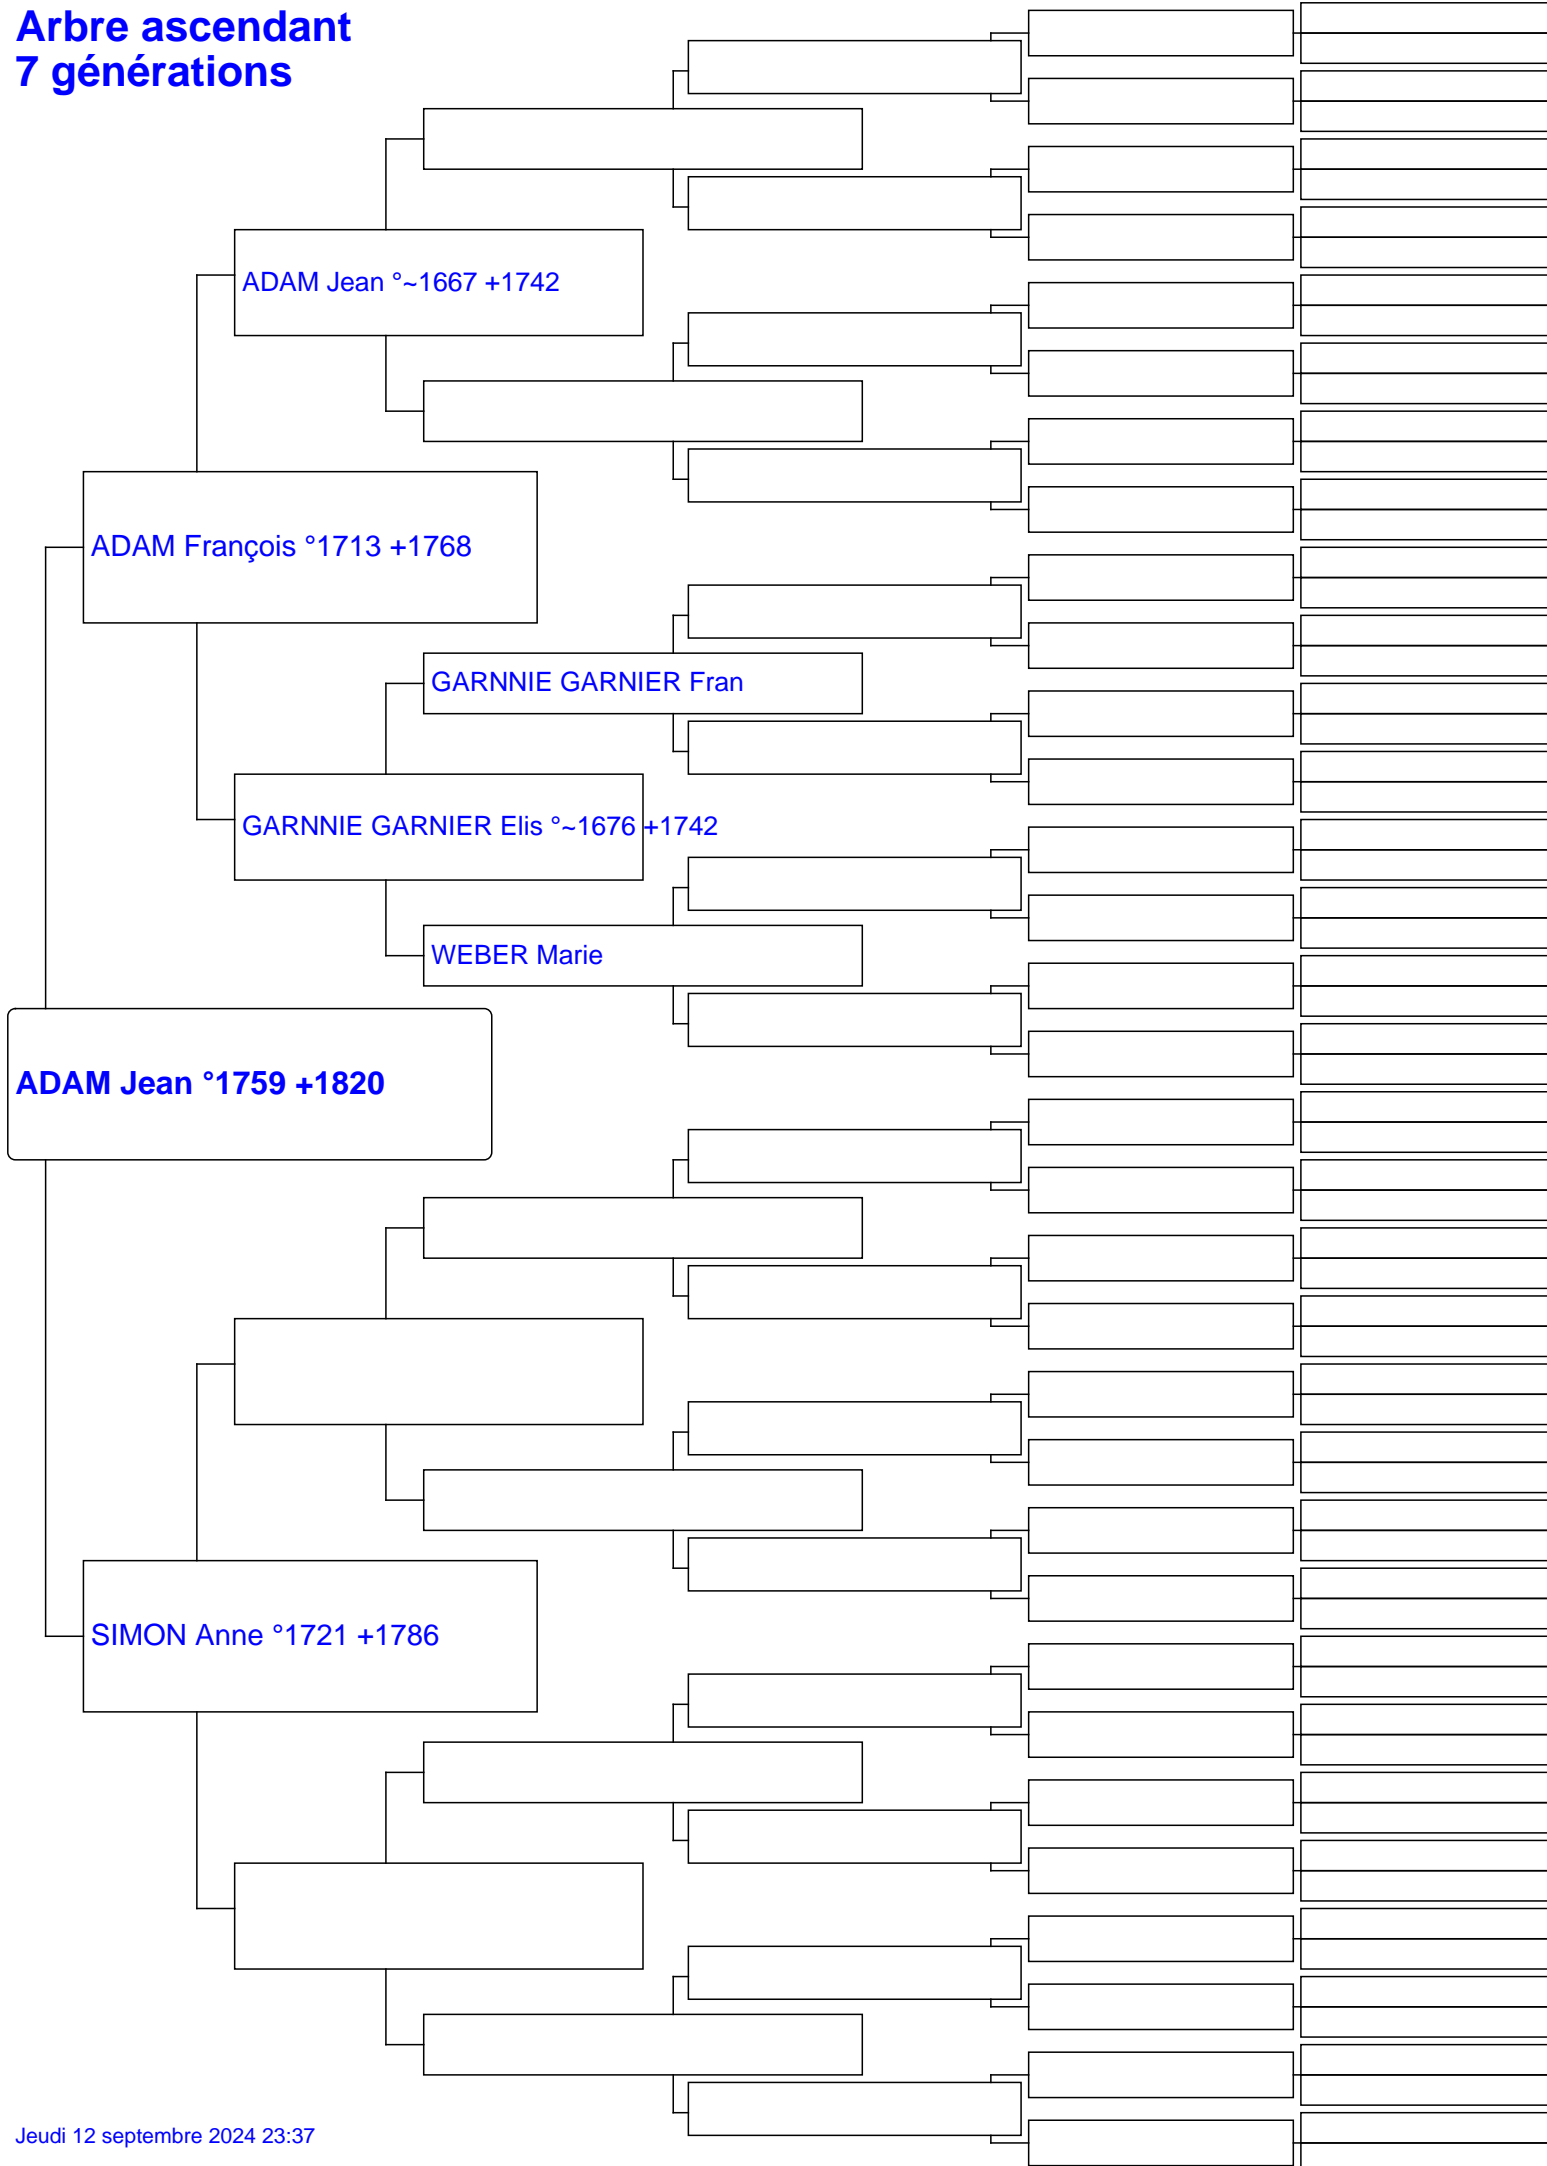 Arbre ascendant
7 générations
ADAM Jean °~1667 +1742
ADAM François °1713 +1768
GARNNIE GARNIER Fran
GARNNIE GARNIER Elis °~1676 +1742
WEBER Marie
ADAM Jean °1759 +1820
SIMON Anne °1721 +1786
Jeudi 12 septembre 2024 23:37